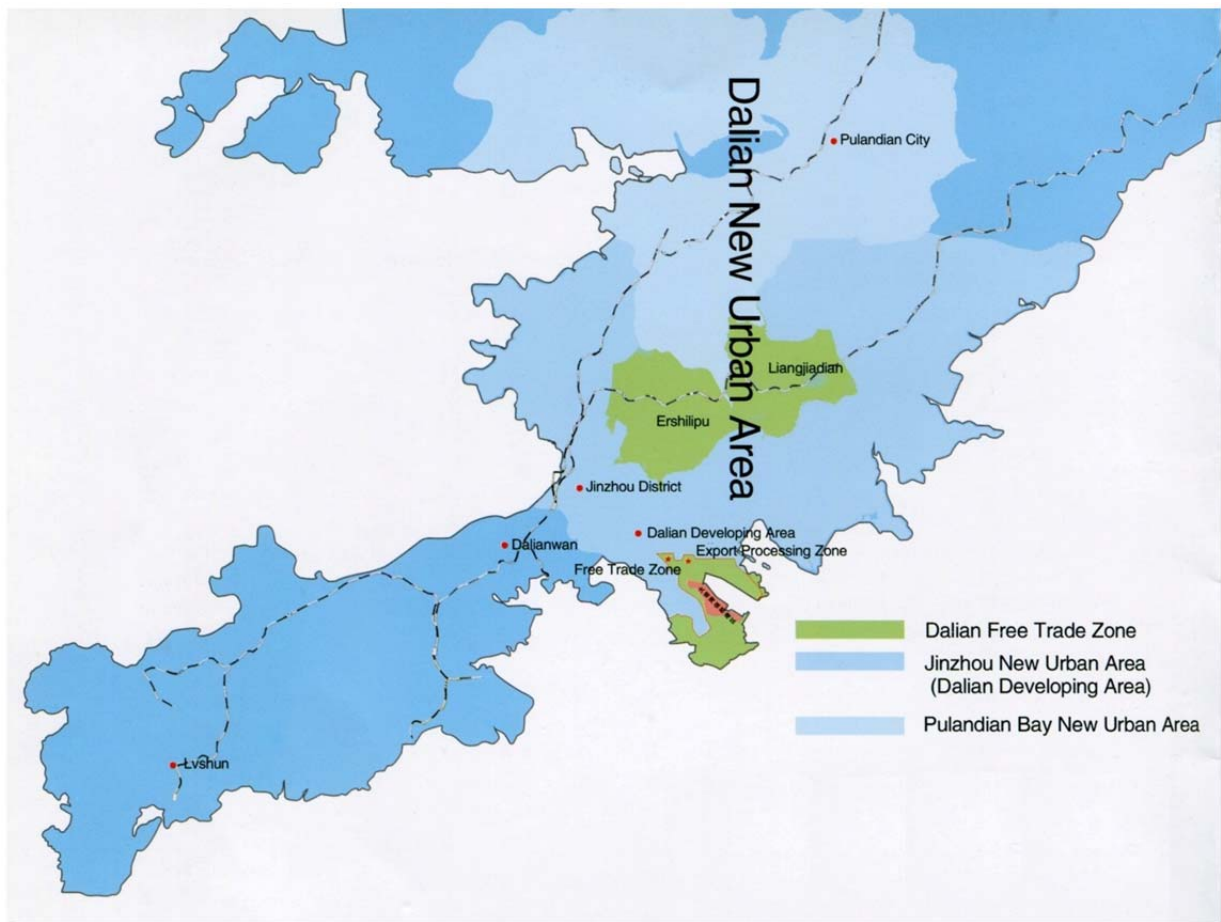 Dalian New Urban Area
Pulandian City
Liangjiadian
Ershilipu
Jinzhou District
Dalian Developing Area
Dalianwan
Export Processing Zone
Free Trade Zone
Dalian Free Trade Zone
Jinzhou New Urban Area
(Dalian Developing Area)
Pulandian Bay New Urban Area
Lvshun